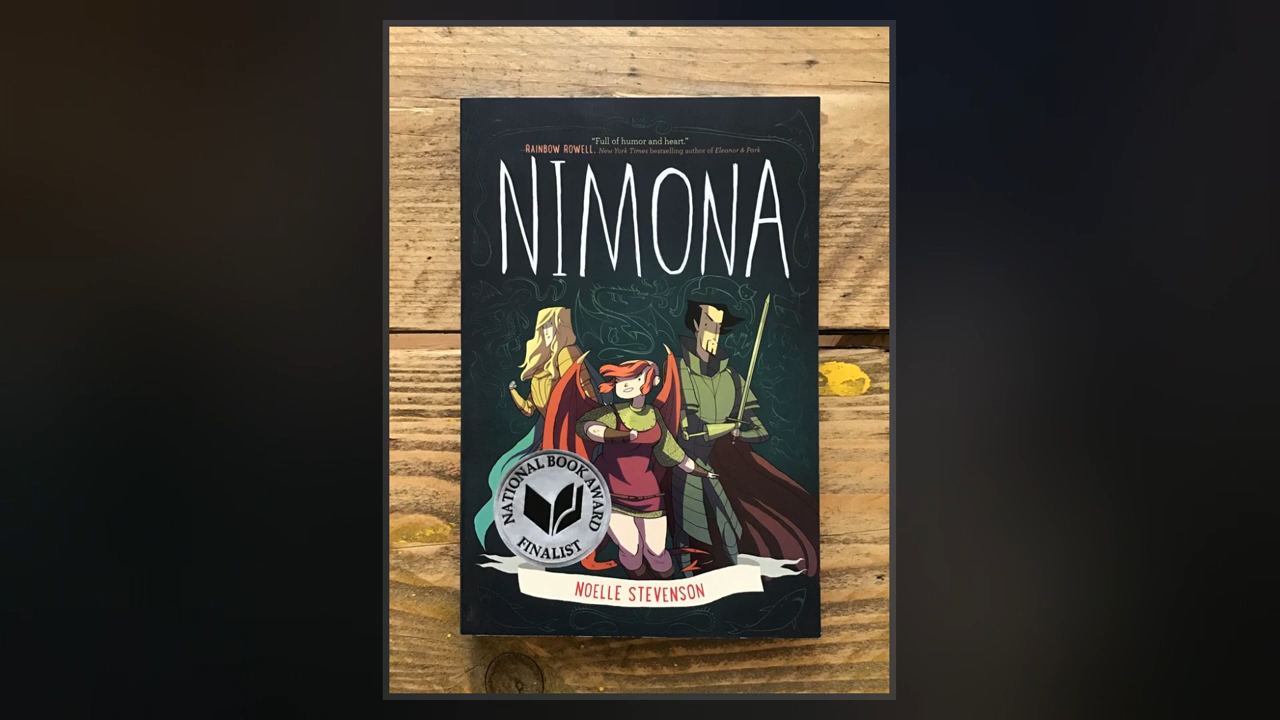 "Full of humor and heart."
RAINBOW ROWELL, New York Times bestselling author of Eleanor & Park
NIMONA
NATIONAL BOOK AWARD
FINALIST
NOELLE STEVENSON